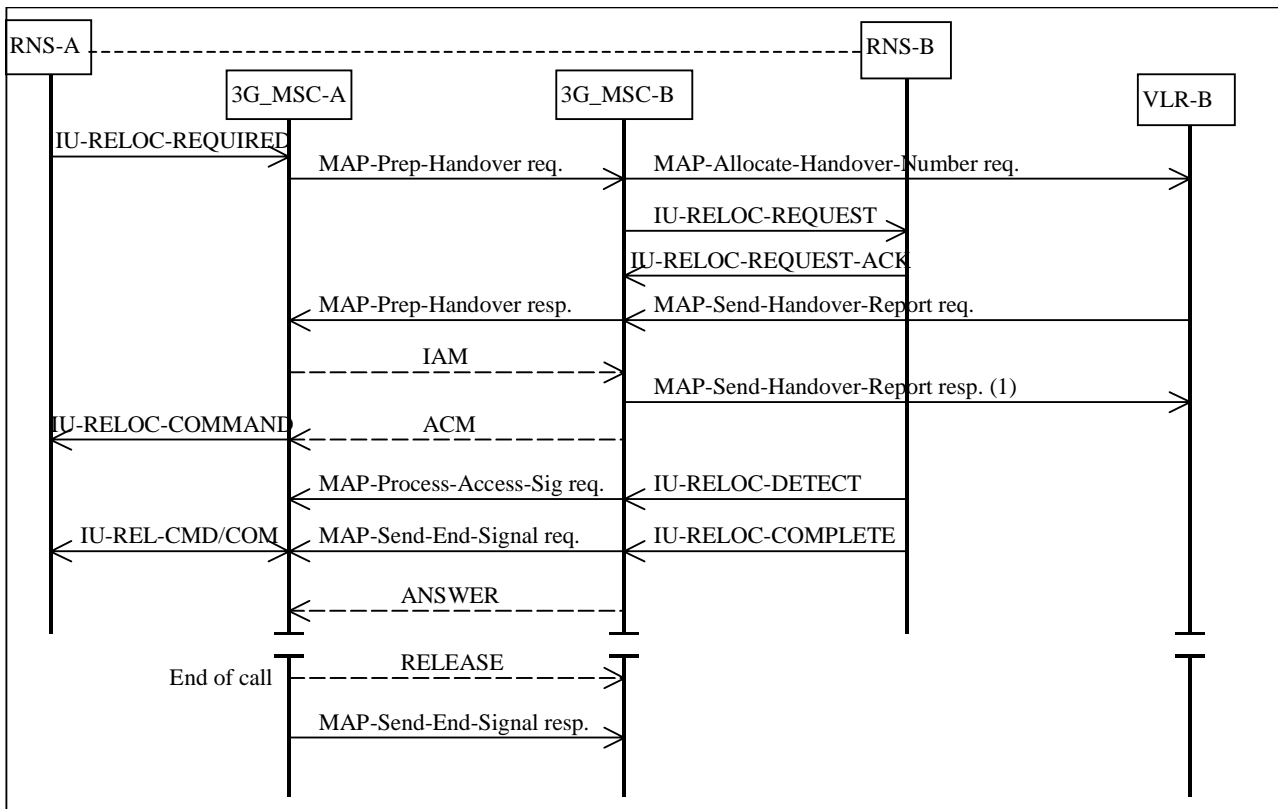 RNS-A
RNS-B
3G_MSC-A
3G_MSC-B
VLR-B
IU-RELOC-REQUIRED
MAP-Prep-Handover req.
MAP-Allocate-Handover-Number req.
IU-RELOC-REQUEST
IU-RELOC-REQUEST-ACK
MAP-Prep-Handover resp.
MAP-Send-Handover-Report req.
IAM
MAP-Send-Handover-Report resp. (1)
IU-RELOC-COMMAND
ACM
MAP-Process-Access-Sig req.
IU-RELOC-DETECT
IU-REL-CMD/COM
MAP-Send-End-Signal req.
IU-RELOC-COMPLETE
ANSWER
RELEASE
End of call
MAP-Send-End-Signal resp.